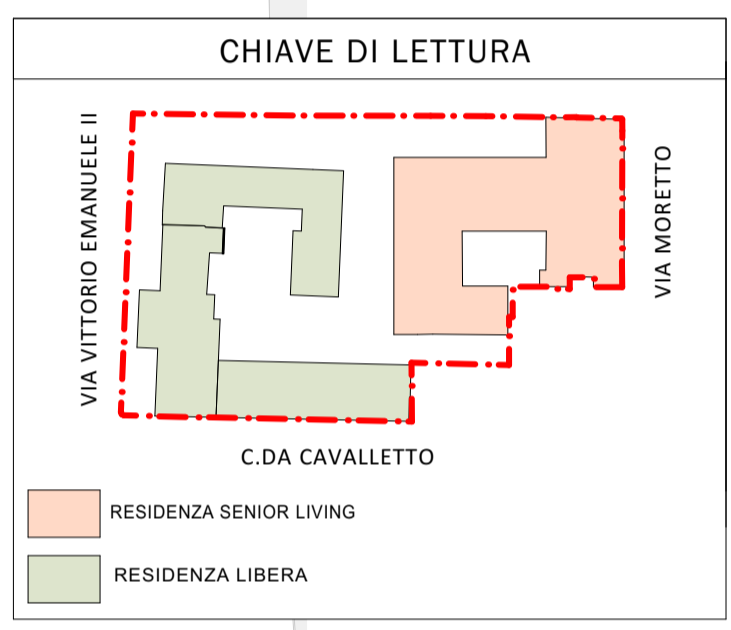 CHIAVE DI LETTURA
VIA VITTORIO EMANUELE II
VIA MORETTO
C.DA CAVALLETTO
RESIDENZA SENIOR LIVING
RESIDENZA LIBERA